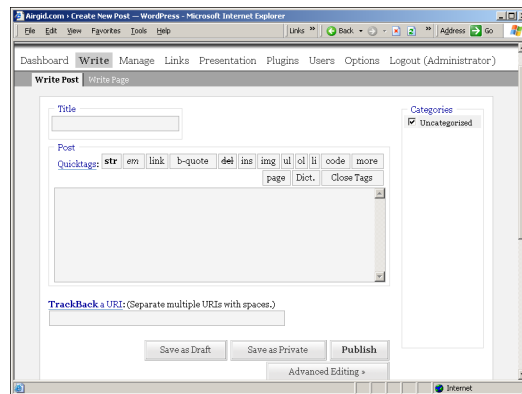 Airgid.com › Create New Post — WordPress - Microsoft Internet Explorer
File Edit View Favorites Tools Help Links » Back Address Go
Dashboard Write Manage Links Presentation Plugins Users Options Logout (Administrator)
Write Post Write Page
Title
Categories
Uncategorized
Post
Quicktags: str em link b-quote del ins img ul ol li code more
page Dict. Close Tags
TrackBack a URI: (Separate multiple URIs with spaces.)
Save as Draft Save as Private Publish
Advanced Editing »
Internet